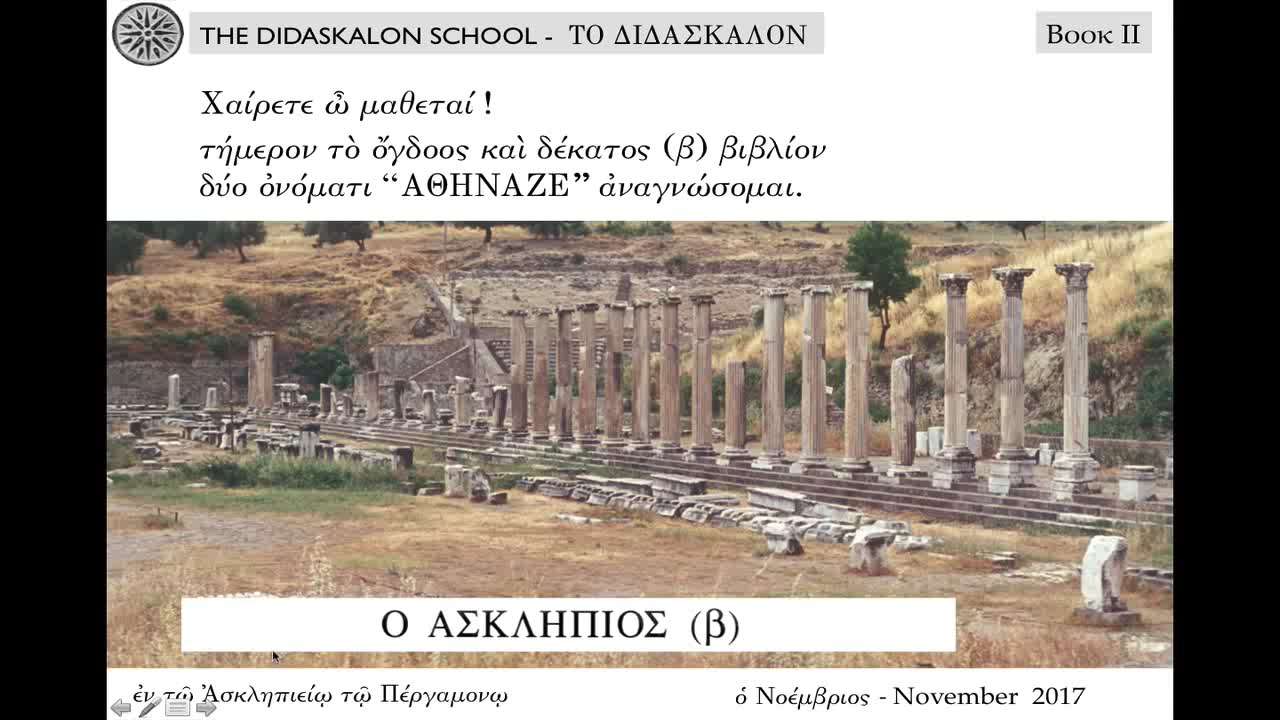 THE DIDASKALON SCHOOL - ΤΟ ΔΙΔΑΣΚΑΛΟΝ
Book II
Χαίρετε ὦ μαθεταί !
τήμερον τὸ ὄγδοος καὶ δέκατος (β) βιβλίον
δύο ὀνόματι “ΑΘΗΝΑΖΕ” ἀναγνώσομαι.
Ο ΑΣΚΛΗΠΙΟΣ (β)
ἐν τῷ Ἀσκληπιείῳ τῷ Πέργαμονῳ
ὁ Νοέμβριος - November 2017